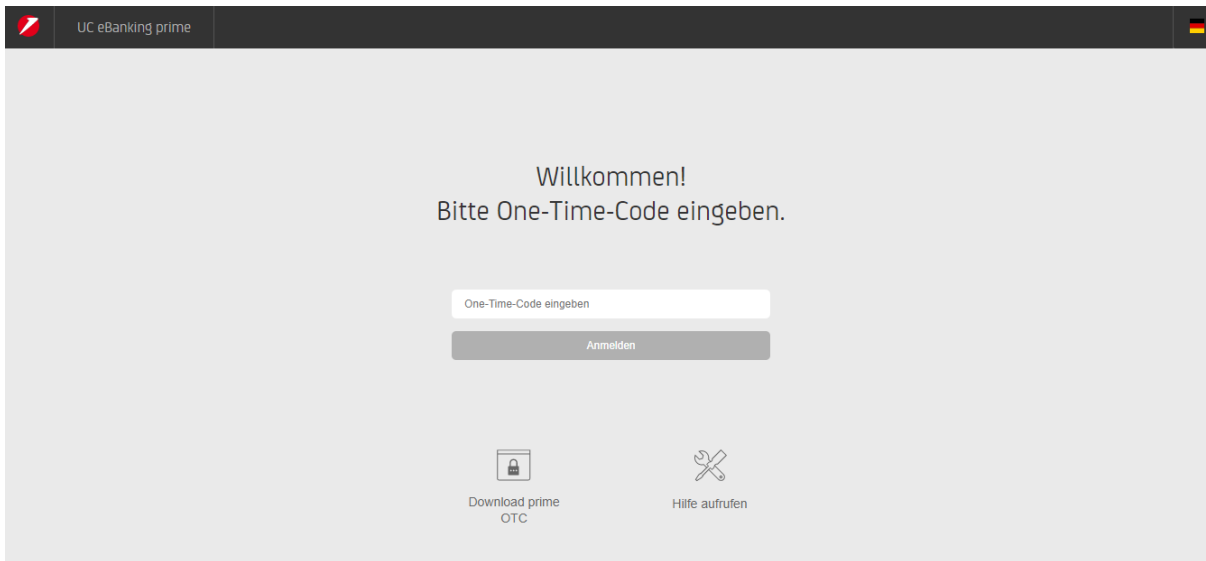 UC eBanking prime
Willkommen!
Bitte One-Time-Code eingeben.
One-Time-Code eingeben
Anmelden
Download prime
OTC
Hilfe aufrufen